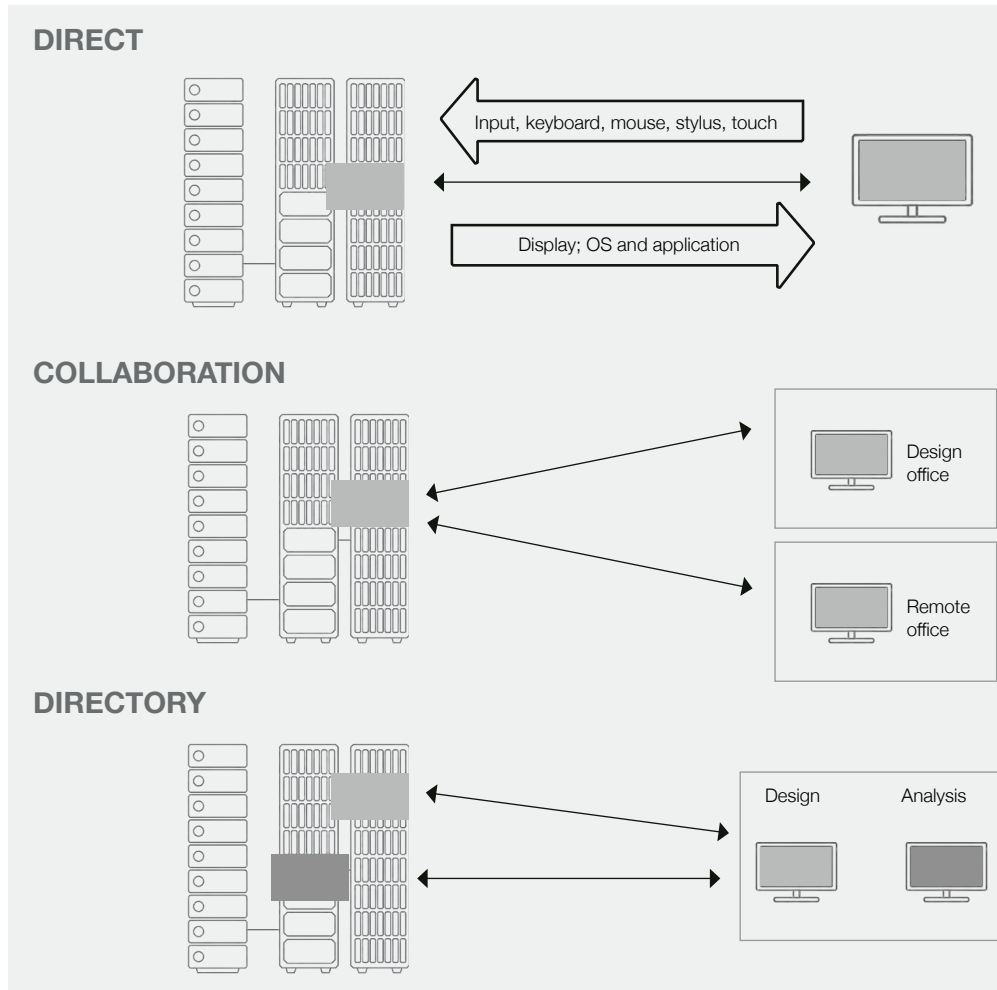 DIRECT
Input, keyboard, mouse, stylus, touch
Display; OS and application
COLLABORATION
Design
office
Remote
office
DIRECTORY
Design Analysis